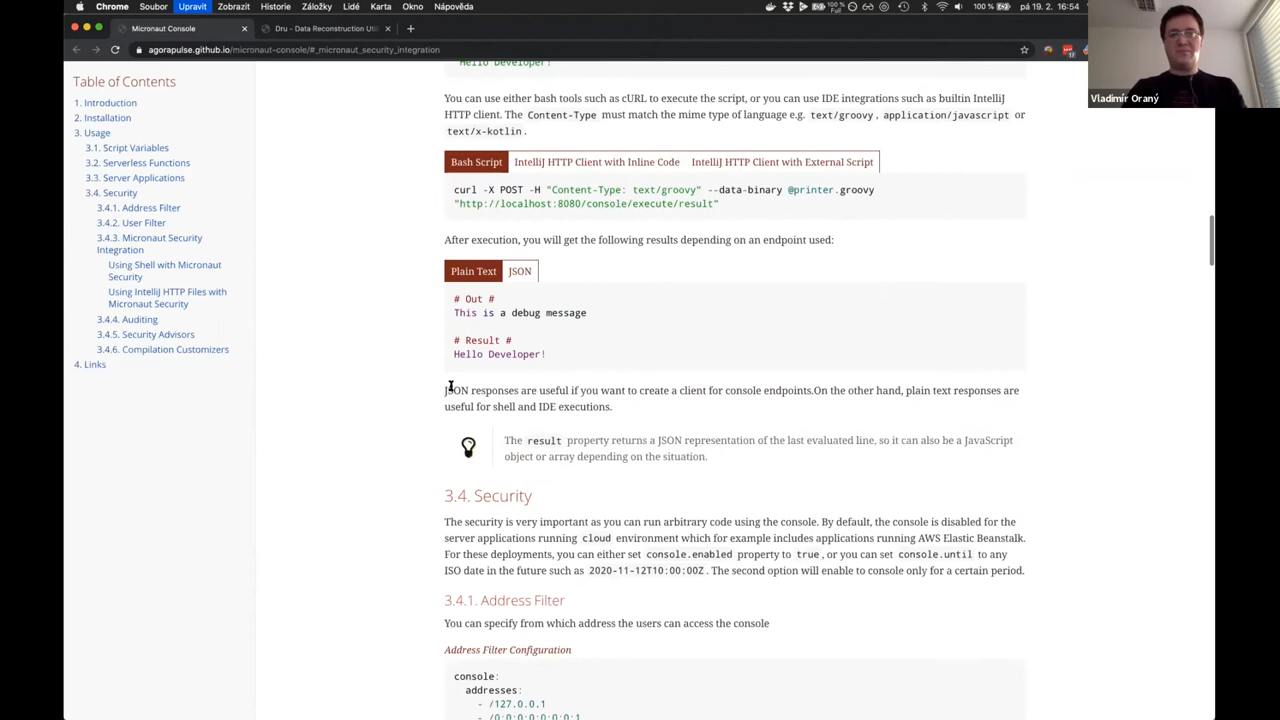 Chrome Soubor Upravit Zobrazit Historie Záložky Lidé Karta Okno Nápověda 100 % pá 19. 2. 16:54
Micronaut Console
Dru - Data Reconstruction Uti
agorapulse.github.io/micronaut-console/#_micronaut_security_integration
Vladimír Oraný
Table of Contents
1. Introduction
2. Installation
3. Usage
3.1. Script Variables
3.2. Serverless Functions
3.3. Server Applications
3.4. Security
3.4.1. Address Filter
3.4.2. User Filter
3.4.3. Micronaut Security
Integration
Using Shell with Micronaut
Security
Using IntelliJ HTTP Files with
Micronaut Security
3.4.4. Auditing
3.4.5. Security Advisors
3.4.6. Compilation Customizers
4. Links
Hello Developer!
You can use either bash tools such as cURL to execute the script, or you can use IDE integrations such as builtin IntelliJ
HTTP client. The Content-Type must match the mime type of language e.g. text/groovy, application/javascript or
text/x-kotlin.
Bash Script IntelliJ HTTP Client with Inline Code IntelliJ HTTP Client with External Script
curl -X POST -H "Content-Type: text/groovy" --data-binary @printer.groovy
"http://localhost:8080/console/execute/result"
After execution, you will get the following results depending on an endpoint used:
Plain Text JSON
# Out #
This is a debug message
# Result #
Hello Developer!
JSON responses are useful if you want to create a client for console endpoints.On the other hand, plain text responses are
useful for shell and IDE executions.
The result property returns a JSON representation of the last evaluated line, so it can also be a JavaScript
object or array depending on the situation.
3.4. Security
The security is very important as you can run arbitrary code using the console. By default, the console is disabled for the
server applications running cloud environment which for example includes applications running AWS Elastic Beanstalk.
For these deployments, you can either set console.enabled property to true, or you can set console.until to any
ISO date in the future such as 2020-11-12T10:00:00Z. The second option will enable to console only for a certain period.
3.4.1. Address Filter
You can specify from which address the users can access the console
Address Filter Configuration
console:
addresses:
- /127.0.0.1
- /0:0:0:0:0:0:0:1